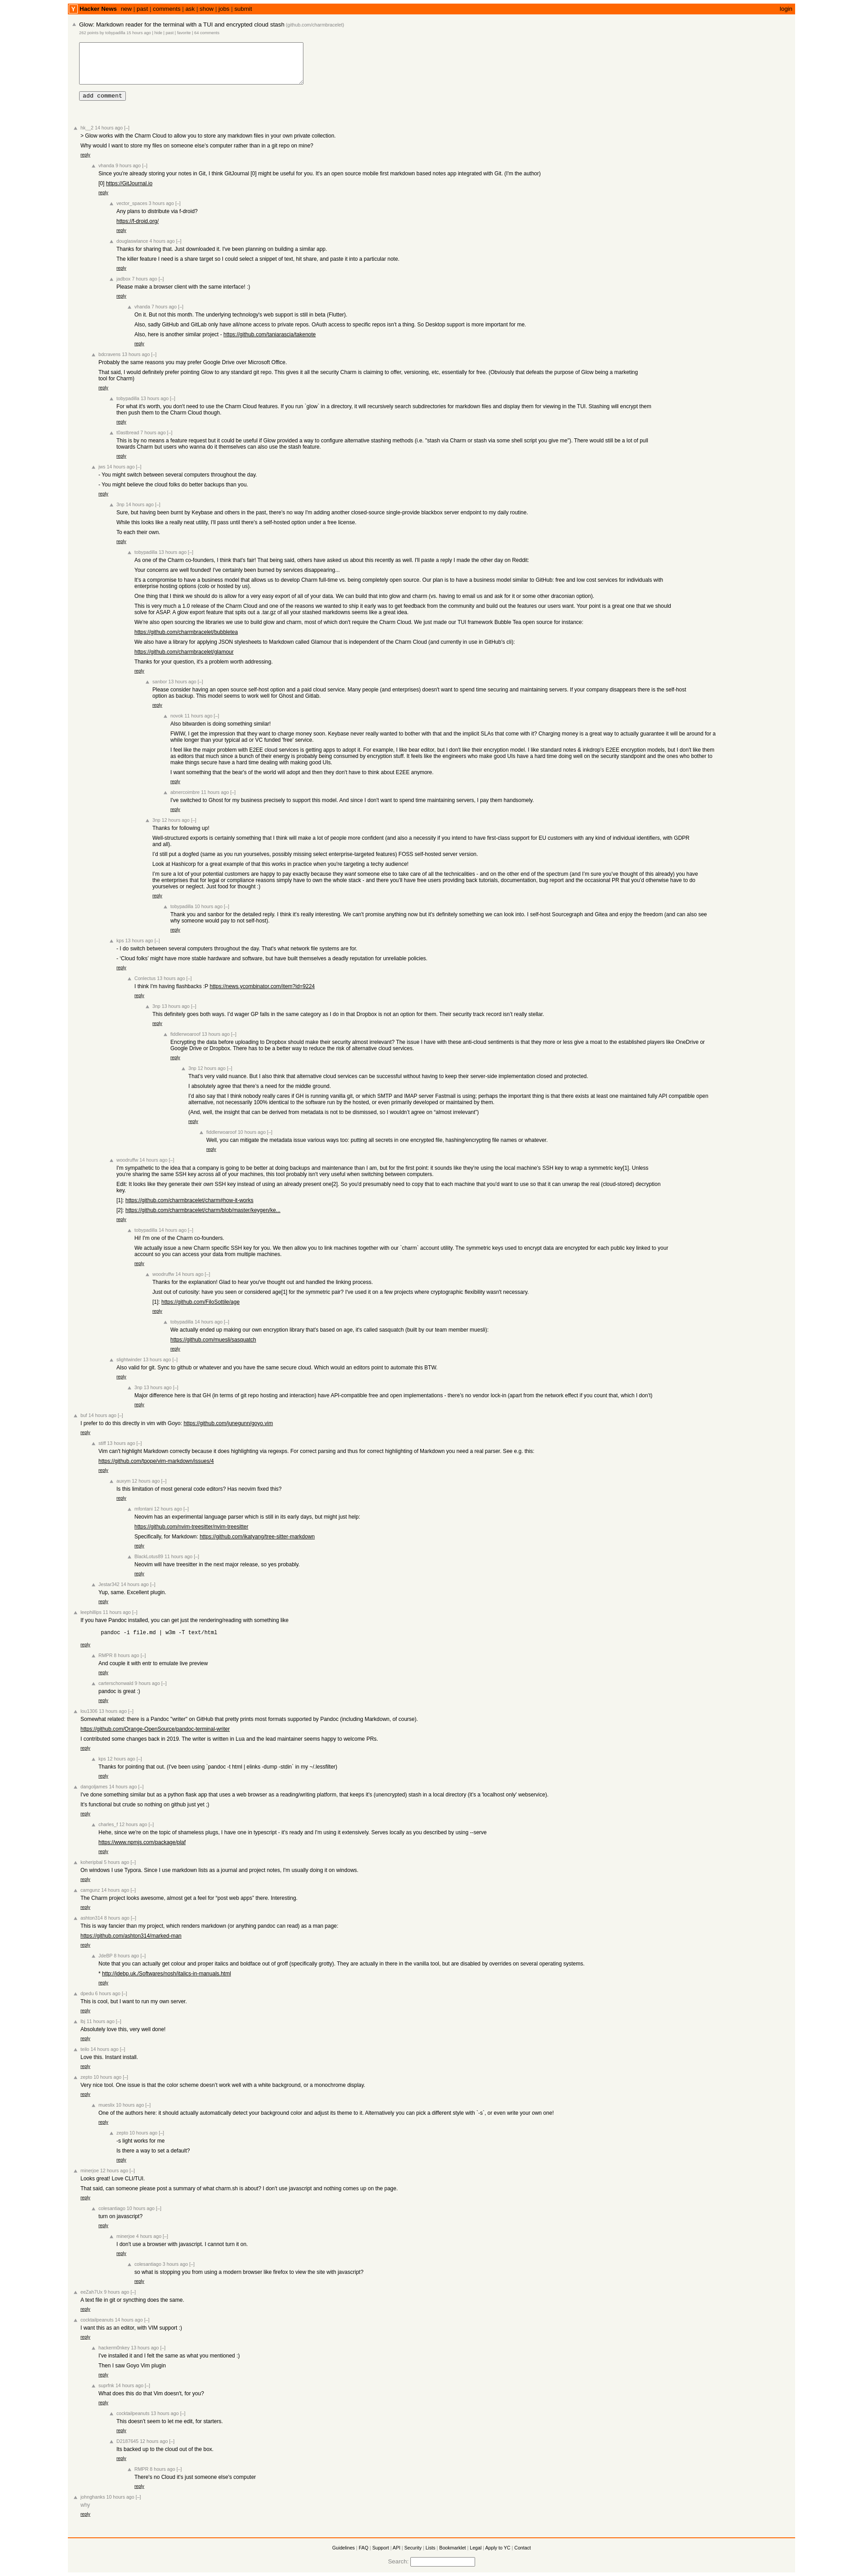 Y Hacker News new | past | comments | ask | show | jobs | submit login
Glow: Markdown reader for the terminal with a TUI and encrypted cloud stash (github.com/charmbracelet)
262 points by tobypadilla 15 hours ago | hide | past | favorite | 64 comments
add comment
hk__2 14 hours ago [–]
> Glow works with the Charm Cloud to allow you to store any markdown files in your own private collection.
Why would I want to store my files on someone else's computer rather than in a git repo on mine?
reply
vhanda 9 hours ago [–]
Since you're already storing your notes in Git, I think GitJournal [0] might be useful for you. It's an open source mobile first markdown based notes app integrated with Git. (I'm the author)
[0] https://GitJournal.io
reply
vector_spaces 3 hours ago [–]
Any plans to distribute via f-droid?
https://f-droid.org/
reply
douglaswlance 4 hours ago [–]
Thanks for sharing that. Just downloaded it. I've been planning on building a similar app.
The killer feature I need is a share target so I could select a snippet of text, hit share, and paste it into a particular note.
reply
jwilbox 7 hours ago [–]
Please make a browser client with the same interface! :)
reply
vhanda 7 hours ago [–]
On it. But not this month. The underlying technology's web support is still in beta (Flutter).
Also, sadly GitHub and GitLab only have all/none access to private repos. OAuth access to specific repos isn't a thing. So Desktop support is more important for me.
Also, here is another similar project - https://github.com/taniarascia/takenote
reply
bdcravens 13 hours ago [–]
Probably the same reasons you may prefer Google Drive over Microsoft Office.
That said, I would definitely prefer pointing Glow to any standard git repo. This gives it all the security Charm is claiming to offer, versioning, etc, essentially for free. (Obviously that defeats the purpose of Glow being a marketing
tool for Charm)
reply
tobypadilla 13 hours ago [–]
For what it's worth, you don't need to use the Charm Cloud features. If you run `glow` in a directory, it will recursively search subdirectories for markdown files and display them for viewing in the TUI. Stashing will encrypt them
then push them to the Charm Cloud though.
reply
t0astbread 7 hours ago [–]
This is by no means a feature request but it could be useful if Glow provided a way to configure alternative stashing methods (i.e. "stash via Charm or stash via some shell script you give me"). There would still be a lot of pull
towards Charm but users who wanna do it themselves can also use the stash feature.
reply
jws 14 hours ago [–]
- You might switch between several computers throughout the day.
- You might believe the cloud folks do better backups than you.
reply
3np 14 hours ago [–]
Sure, but having been burnt by Keybase and others in the past, there's no way I'm adding another closed-source single-provide blackbox server endpoint to my daily routine.
While this looks like a really neat utility, I'll pass until there's a self-hosted option under a free license.
To each their own.
reply
tobypadilla 13 hours ago [–]
As one of the Charm co-founders, I think that's fair! That being said, others have asked us about this recently as well. I'll paste a reply I made the other day on Reddit:
Your concerns are well founded! I've certainly been burned by services disappearing…
It's a compromise to have a business model that allows us to develop Charm full-time vs. being completely open source. Our plan is to have a business model similar to GitHub: free and low cost services for individuals with
enterprise hosting options (colo or hosted by us).
One thing that I think we should do is allow for a very easy export of all of your data. We can build that into glow and charm (vs. having to email us and ask for it or some other draconian option).
This is very much a 1.0 release of the Charm Cloud and one of the reasons we wanted to ship it early was to get feedback from the community and build out the features our users want. Your point is a great one that we should
solve for ASAP. A glow export feature that spits out a .tar.gz of all your stashed markdowns seems like a great idea.
We're also open sourcing the libraries we use to build glow and charm, most of which don't require the Charm Cloud. We just made our TUI framework Bubble Tea open source for instance:
https://github.com/charmbracelet/bubbletea
We also have a library for applying JSON stylesheets to Markdown called Glamour that is independent of the Charm Cloud (and currently in use in GitHub's cli):
https://github.com/charmbracelet/glamour
Thanks for your question, it's a problem worth addressing.
reply
sanbor 13 hours ago [–]
Please consider having an open source self-host option and a paid cloud service. Many people (and enterprises) doesn't want to spend time securing and maintaining servers. If your company disappears there is the self-host
option as backup. This model seems to work well for Ghost and Gitlab.
reply
novok 11 hours ago [–]
Also bitwarden is doing something similar!
FWIW, I get the impression that they want to charge money soon. Keybase never really wanted to bother with that and the implicit SLAs that come with it? Charging money is a great way to actually guarantee it will be around for a
while longer than your typical ad or VC funded 'free' service.
I feel like the major problem with E2EE cloud services is getting apps to adopt it. For example, I like bear editor, but I don't like their encryption model. I like standard notes & inkdrop's E2EE encryption models, but I don't like them
as editors much since a bunch of their energy is probably being consumed by encryption stuff. It feels like the engineers who make good UIs have a hard time doing well on the security standpoint and the ones who bother to
make things secure have a hard time dealing with making good UIs.
I want something that the bear's of the world will adopt and they don't have to think about E2EE anymore.
reply
abnercoimbre 11 hours ago [–]
I've switched to Ghost for my business precisely to support this model. And since I don't want to spend time maintaining servers, I pay them handsomely.
reply
3np 12 hours ago [–]
Thanks for following up!
Well-structured exports is certainly something that I think will make a lot of people more confident (and also a necessity if you intend to have first-class support for EU customers with any kind of individual identifiers, with GDPR
and all).
I'd still put a dogfed (same as you run yourselves, possibly missing select enterprise-targeted features) FOSS self-hosted server version.
Look at Hashicorp for a great example of that this works in practice when you're targeting a techy audience!
I'm sure a lot of your potential customers are happy to pay exactly because they want someone else to take care of all the technicalities - and on the other end of the spectrum (and I'm sure you've thought of this already) you have
the enterprises that for legal or compliance reasons simply have to own the whole stack - and there you'll have free users providing back tutorials, documentation, bug report and the occasional PR that you'd otherwise have to do
yourselves or neglect. Just food for thought :)
reply
tobypadilla 10 hours ago [–]
Thank you and sanbor for the detailed reply. I think it's really interesting. We can't promise anything now but it's definitely something we can look into. I self-host Sourcegraph and Gitea and enjoy the freedom (and can also see
why someone would pay to not self-host).
reply
kps 13 hours ago [–]
- I do switch between several computers throughout the day. That's what network file systems are for.
- 'Cloud folks' might have more stable hardware and software, but have built themselves a deadly reputation for unreliable policies.
reply
Conlectus 13 hours ago [–]
I think I'm having flashbacks :P https://news.ycombinator.com/item?id=9224
reply
3np 13 hours ago [–]
This definitely goes both ways. I'd wager GP falls in the same category as I do in that Dropbox is not an option for them. Their security track record isn't really stellar.
reply
fiddlerwoaroof 13 hours ago [–]
Encrypting the data before uploading to Dropbox should make their security almost irrelevant? The issue I have with these anti-cloud sentiments is that they more or less give a moat to the established players like OneDrive or
Google Drive or Dropbox. There has to be a better way to reduce the risk of alternative cloud services.
reply
3np 12 hours ago [–]
That's very valid nuance. But I also think that alternative cloud services can be successful without having to keep their server-side implementation closed and protected.
I absolutely agree that there's a need for the middle ground.
I'd also say that I think nobody really cares if GH is running vanilla git, or which SMTP and IMAP server Fastmail is using; perhaps the important thing is that there exists at least one maintained fully API compatible open
alternative, not necessarily 100% identical to the software run by the hosted, or even primarily developed or maintained by them.
(And, well, the insight that can be derived from metadata is not to be dismissed, so I wouldn't agree on "almost irrelevant")
reply
fiddlerwoaroof 10 hours ago [–]
Well, you can mitigate the metadata issue various ways too: putting all secrets in one encrypted file, hashing/encrypting file names or whatever.
reply
woodruffw 14 hours ago [–]
I'm sympathetic to the idea that a company is going to be better at doing backups and maintenance than I am, but for the first point: it sounds like they're using the local machine's SSH key to wrap a symmetric key[1]. Unless
you're sharing the same SSH key across all of your machines, this tool probably isn't very useful when switching between computers.
Edit: It looks like they generate their own SSH key instead of using an already present one[2]. So you'd presumably need to copy that to each machine that you'd want to use so that it can unwrap the real (cloud-stored) decryption
key.
[1]: https://github.com/charmbracelet/charm#how-it-works
[2]: https://github.com/charmbracelet/charm/blob/master/keygen/ke...
reply
tobypadilla 14 hours ago [–]
Hi! I'm one of the Charm co-founders.
We actually issue a new Charm specific SSH key for you. We then allow you to link machines together with our `charm` account utility. The symmetric keys used to encrypt data are encrypted for each public key linked to your
account so you can access your data from multiple machines.
reply
woodruffw 14 hours ago [–]
Thanks for the explanation! Glad to hear you've thought out and handled the linking process.
Just out of curiosity: have you seen or considered age[1] for the symmetric pair? I've used it on a few projects where cryptographic flexibility wasn't necessary.
[1]: https://github.com/FiloSottile/age
reply
tobypadilla 14 hours ago [–]
We actually ended up making our own encryption library that's based on age, it's called sasquatch (built by our team member muesli):
https://github.com/muesli/sasquatch
reply
slightwinder 13 hours ago [–]
Also valid for git. Sync to github or whatever and you have the same secure cloud. Which would an editors point to automate this BTW.
reply
3np 13 hours ago [–]
Major difference here is that GH (in terms of git repo hosting and interaction) have API-compatible free and open implementations - there's no vendor lock-in (apart from the network effect if you count that, which I don't)
reply
buf 14 hours ago [–]
I prefer to do this directly in vim with Goyo: https://github.com/junegunn/goyo.vim
reply
stiff 13 hours ago [–]
Vim can't highlight Markdown correctly because it does highlighting via regexps. For correct parsing and thus for correct highlighting of Markdown you need a real parser. See e.g. this:
https://github.com/tpope/vim-markdown/issues/4
reply
auxym 12 hours ago [–]
Is this limitation of most general code editors? Has neovim fixed this?
reply
mfontani 12 hours ago [–]
Neovim has an experimental language parser which is still in its early days, but might just help:
https://github.com/nvim-treesitter/nvim-treesitter
Specifically, for Markdown: https://github.com/ikatyang/tree-sitter-markdown
reply
BlackLotus89 11 hours ago [–]
Neovim will have treesitter in the next major release, so yes probably.
reply
Jestar342 14 hours ago [–]
Yup, same. Excellent plugin.
reply
leephillips 11 hours ago [–]
If you have Pandoc installed, you can get just the rendering/reading with something like
pandoc -i file.md | w3m -T text/html
reply
RMPR 8 hours ago [–]
And couple it with entr to emulate live preview
reply
carterschonwald 9 hours ago [–]
pandoc is great :)
reply
luu1306 13 hours ago [–]
Somewhat related: there is a Pandoc "writer" on GitHub that pretty prints most formats supported by Pandoc (including Markdown, of course).
https://github.com/Orange-OpenSource/pandoc-terminal-writer
I contributed some changes back in 2019. The writer is written in Lua and the lead maintainer seems happy to welcome PRs.
reply
kps 12 hours ago [–]
Thanks for pointing that out. (I've been using `pandoc -t html | elinks -dump -stdin` in my ~/.lessfilter)
reply
dangoljames 14 hours ago [–]
I've done something similar but as a python flask app that uses a web browser as a reading/writing platform, that keeps it's (unencrypted) stash in a local directory (it's a 'localhost only' webservice).
It's functional but crude so nothing on github just yet ;)
reply
charles_f 12 hours ago [–]
Hehe, since we're on the topic of shameless plugs, I have one in typescript - it's ready and I'm using it extensively. Serves locally as you described by using --serve
https://www.npmjs.com/package/plaf
reply
kohenpkat 5 hours ago [–]
On windows I use Typora. Since I use markdown lists as a journal and project notes, I'm usually doing it on windows.
reply
camgunz 14 hours ago [–]
The Charm project looks awesome, almost get a feel for "post web apps" there. Interesting.
reply
ashton314 8 hours ago [–]
This is way fancier than my project, which renders markdown (or anything pandoc can read) as a man page:
https://github.com/ashton314/marked-man
reply
JdeBP 8 hours ago [–]
Note that you can actually get colour and proper italics and boldface out of groff (specifically grotty). They are actually in there in the vanilla tool, but are disabled by overrides on several operating systems.
* http://jdebp.uk./Softwares/nosh/italics-in-manuals.html
reply
dpedu 6 hours ago [–]
This is cool, but I want to run my own server.
reply
llq 11 hours ago [–]
Absolutely love this, very well done!
reply
iwbi 14 hours ago [–]
Love this. Instant install.
reply
zepto 10 hours ago [–]
Very nice tool. One issue is that the color scheme doesn't work well with a white background, or a monochrome display.
reply
mueslix 10 hours ago [–]
One of the authors here: it should actually automatically detect your background color and adjust its theme to it. Alternatively you can pick a different style with `-s`, or even write your own one!
reply
zepto 10 hours ago [–]
-s light works for me
Is there a way to set a default?
reply
minerjoe 12 hours ago [–]
Looks great! Love CLI/TUI.
That said, can someone please post a summary of what charm.sh is about? I don't use javascript and nothing comes up on the page.
reply
colesantiago 10 hours ago [–]
turn on javascript?
reply
minerjoe 4 hours ago [–]
I don't use a browser with javascript. I cannot turn it on.
reply
colesantiago 3 hours ago [–]
so what is stopping you from using a modern browser like firefox to view the site with javascript?
reply
eeZah7Ux 8 hours ago [–]
A text file in git or syncthing does the same.
reply
cocktailpeanuts 14 hours ago [–]
I want this as an editor, with VIM support :)
reply
hackerm0nkey 13 hours ago [–]
I've installed it and I felt the same as what you mentioned :)
Then I saw Goyo Vim plugin
reply
suprfsk 14 hours ago [–]
What does this do that Vim doesn't, for you?
reply
cocktailpeanuts 13 hours ago [–]
This doesn't seem to let me edit, for starters.
reply
D2187645 12 hours ago [–]
Its backed up to the cloud out of the box.
reply
RMPR 8 hours ago [–]
There's no Cloud it's just someone else's computer
reply
johnghanks 10 hours ago [–]
why
reply
Guidelines | FAQ | Support | API | Security | Lists | Bookmarklet | Legal | Apply to YC | Contact
Search: